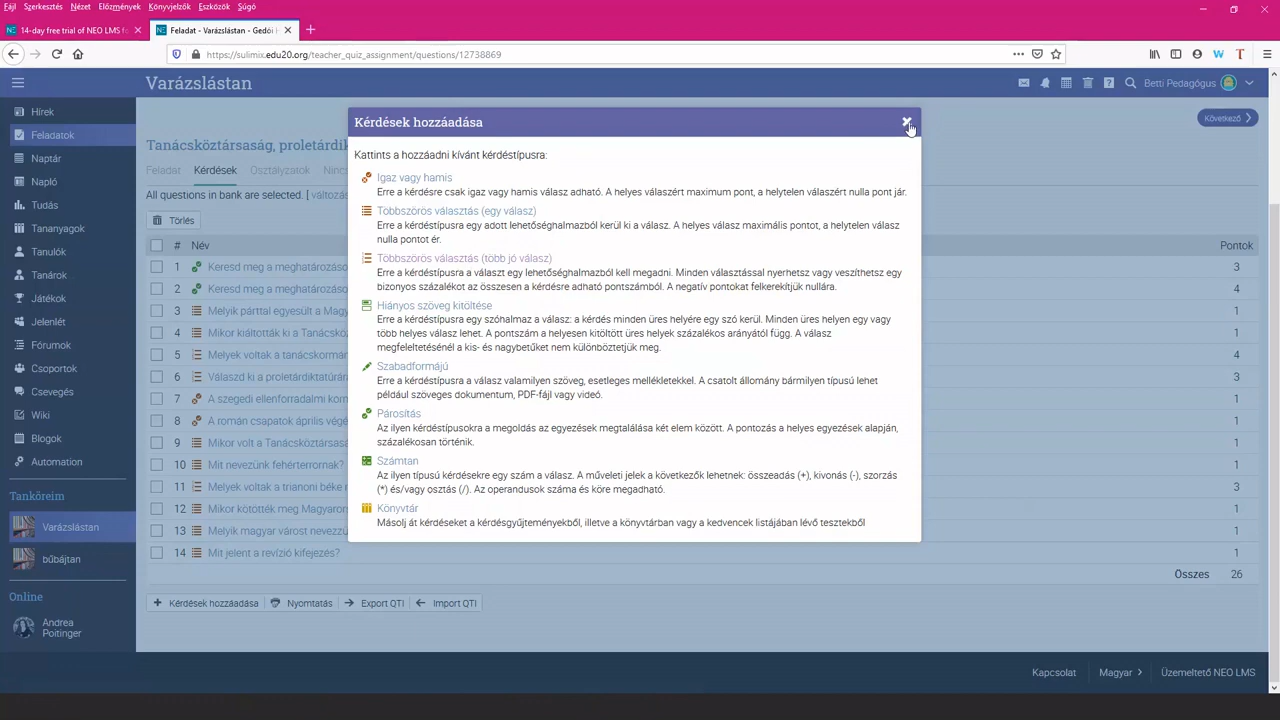 Fájl Szerkesztés Nézet Előzmények Könyvjelzők Eszközök Súgó
14-day free trial of NEO LMS fo
Feladat - Varázslástan - Gedói I
https://sulimix.edu20.org/teacher_quiz_assignment/questions/12738869
Varázslástan
Betti Pedagógus
Hírek
Feladatok
Naptár
Napló
Tudás
Tananyagok
Tanulók
Tanárok
Játékok
Jelenlét
Fórumok
Csoportok
Csevegés
Wiki
Blogok
Automation
Tanköreim
Varázslástan
bűbájtan
Online
Andrea
Poitinger
Következő
Tanácsköztársaság, proletárdik
Feladat Kérdések Osztályzatok Nincs
All questions in bank are selected. [ változás
Törlés
# Név Pontok
1 Keresd meg a meghatározáso 3
2 Keresd meg a meghatározáso 4
3 Melyik párttal egyesült a Magy 1
4 Mikor kiáltották ki a Tanácskö 1
5 Melyek voltak a tanácskormán 4
6 Válaszd ki a proletárdiktatúrár 3
7 A szegedi ellenforradalmi korn 1
8 A román csapatok április végé 1
9 Mikor volt a Tanácsköztársasá 1
10 Mit nevezünk fehérterrornak? 1
11 Melyek voltak a trianoni béke r 3
12 Mikor kötötték meg Magyarors 1
13 Melyik magyar várost nevezzü 1
14 Mit jelent a revízió kifejezés? 1
Összes 26
Kérdések hozzáadása Nyomtatás Export QTI Import QTI
Kérdések hozzáadása
Kattints a hozzáadni kívánt kérdéstípusra:
Igaz vagy hamis
Erre a kérdésre csak igaz vagy hamis válasz adható. A helyes válaszért maximum pont, a helytelen válaszért nulla pont jár.
Többszörös választás (egy válasz)
Erre a kérdéstípusra egy adott lehetőséghalmazból kerül ki a válasz. A helyes válasz maximális pontot, a helytelen válasz
nulla pontot ér.
Többszörös választás (több jó válasz)
Erre a kérdéstípusra a választ egy lehetőséghalmazból kell megadni. Minden választással nyerhetsz vagy veszíthetsz egy
bizonyos százalékot az összesen a kérdésre adható pontszámból. A negatív pontokat felkerekítjük nullára.
Hiányos szöveg kitöltése
Erre a kérdéstípusra egy szóhalmaz a válasz: a kérdés minden üres helyére egy szó kerül. Minden üres helyen egy vagy
több helyes válasz lehet. A pontszám a helyesen kitöltött üres helyek százalékos arányától függ. A válasz
megfeleltetésénél a kis- és nagybetűket nem különböztetjük meg.
Szabadformájú
Erre a kérdéstípusra a válasz valamilyen szöveg, esetleges mellékletekkel. A csatolt állomány bármilyen típusú lehet
például szöveges dokumentum, PDF-fájl vagy videó.
Párosítás
Az ilyen kérdéstípusokra a megoldás az egyezések megtalálása két elem között. A pontozás a helyes egyezések alapján,
százalékosan történik.
Számtan
Az ilyen típusú kérdésekre egy szám a válasz. A műveleti jelek a következők lehetnek: összeadás (+), kivonás (-), szorzás
(*) és/vagy osztás (/). Az operandusok száma és köre megadható.
Könyvtár
Másolj át kérdéseket a kérdésgyűjteményekből, illetve a könyvtárban vagy a kedvencek listájában lévő tesztekből
Kapcsolat Magyar Üzemeltető NEO LMS